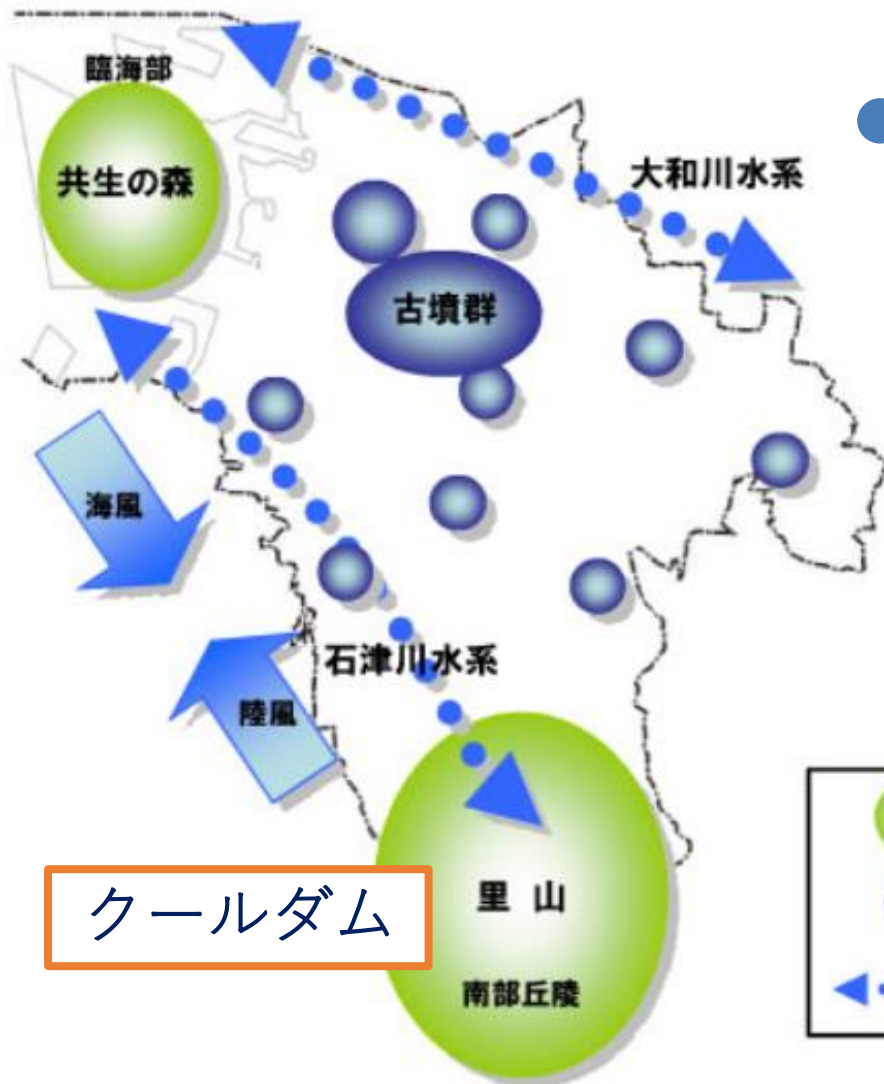 臨海部
共生の森
大和川水系
古墳群
海風
石津川水系
陸風
クールダム
里 山
南部丘陵